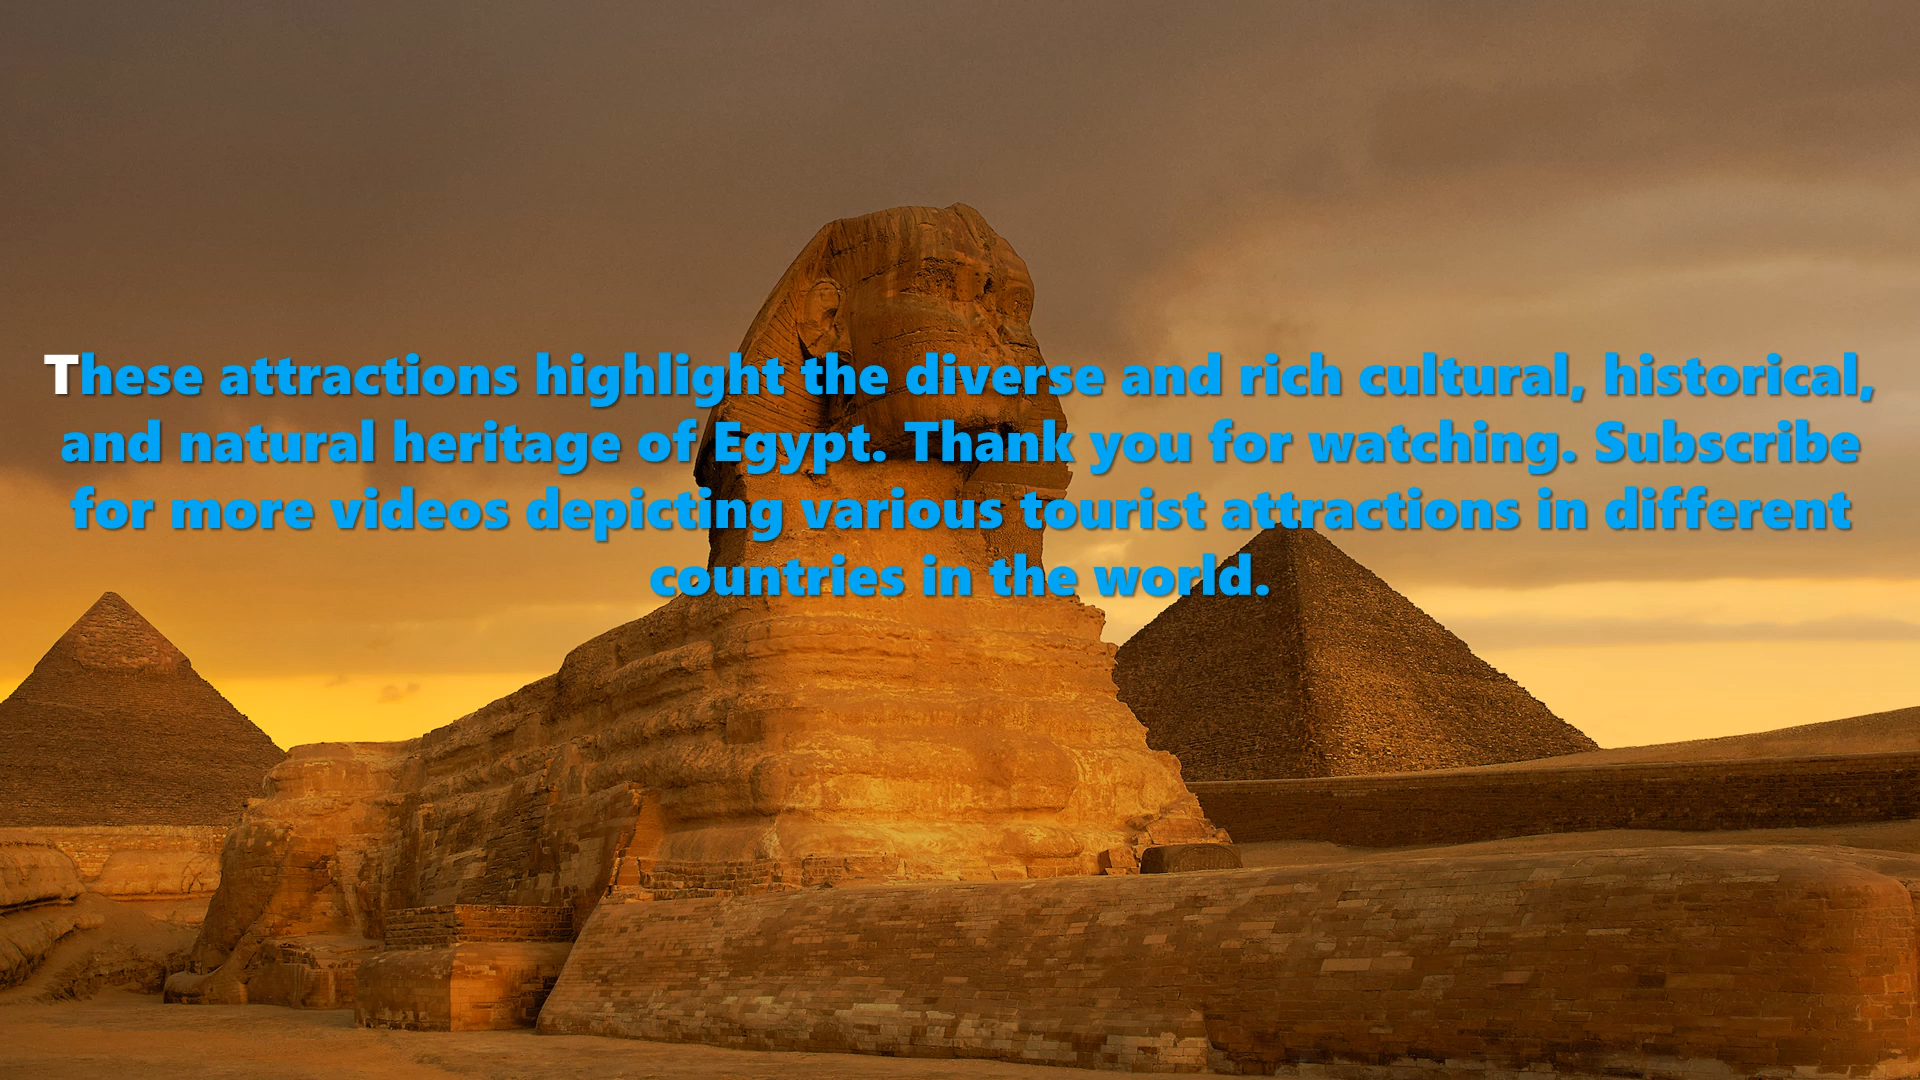 These attractions highlight the diverse and rich cultural, historical,
and natural heritage of Egypt. Thank you for watching. Subscribe
for more videos depicting various tourist attractions in different
countries in the world.